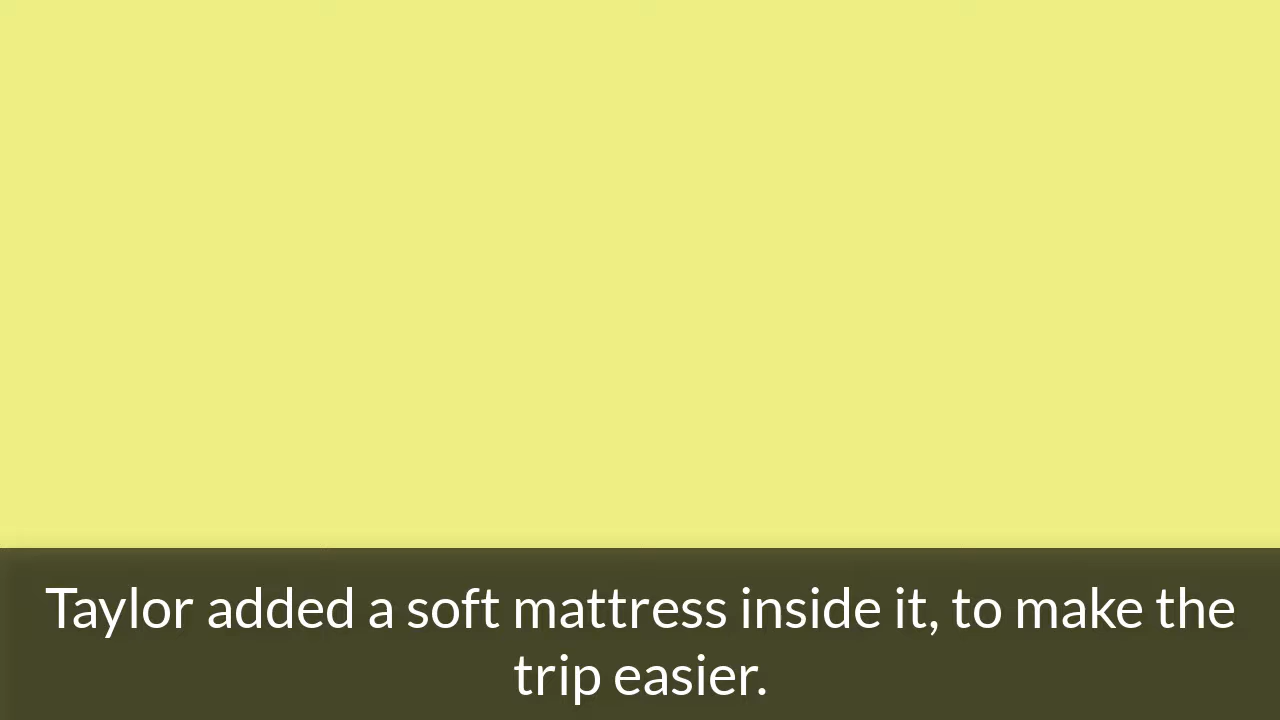 Taylor added a soft mattress inside it, to make the
trip easier.